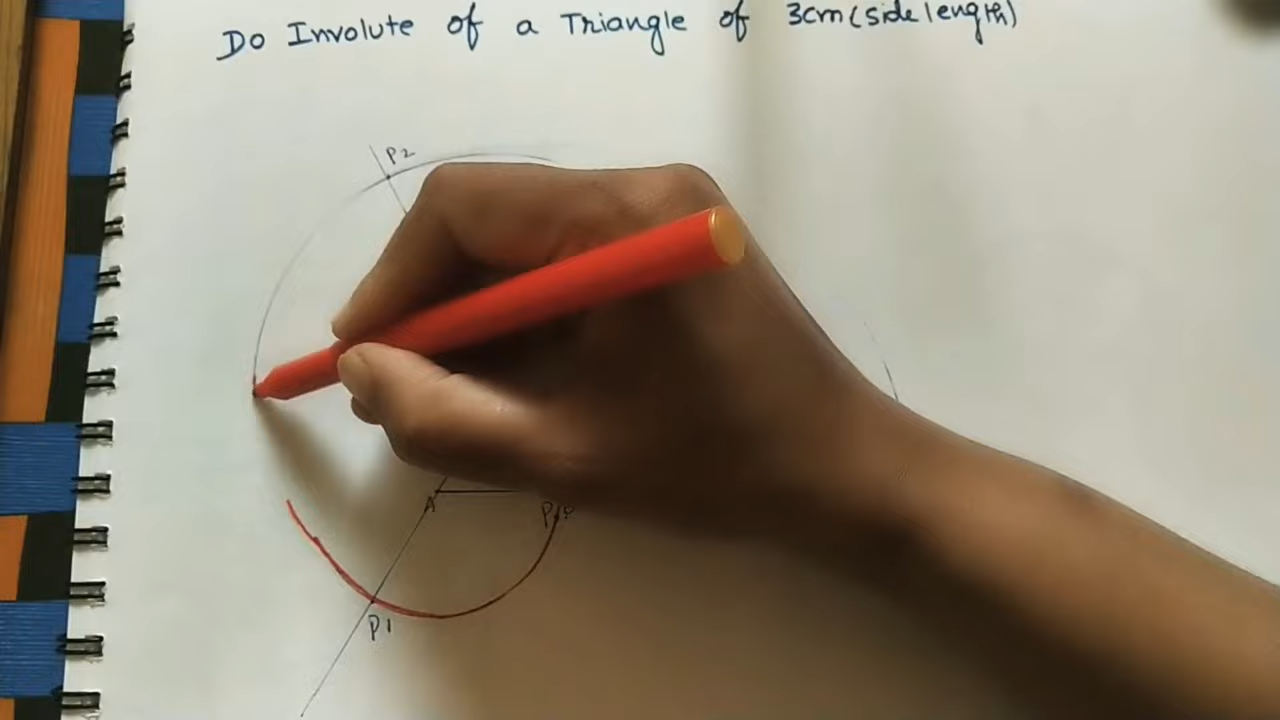 Do Involute of a Triangle of 3cm(side length)
P2
A
P,B
P1